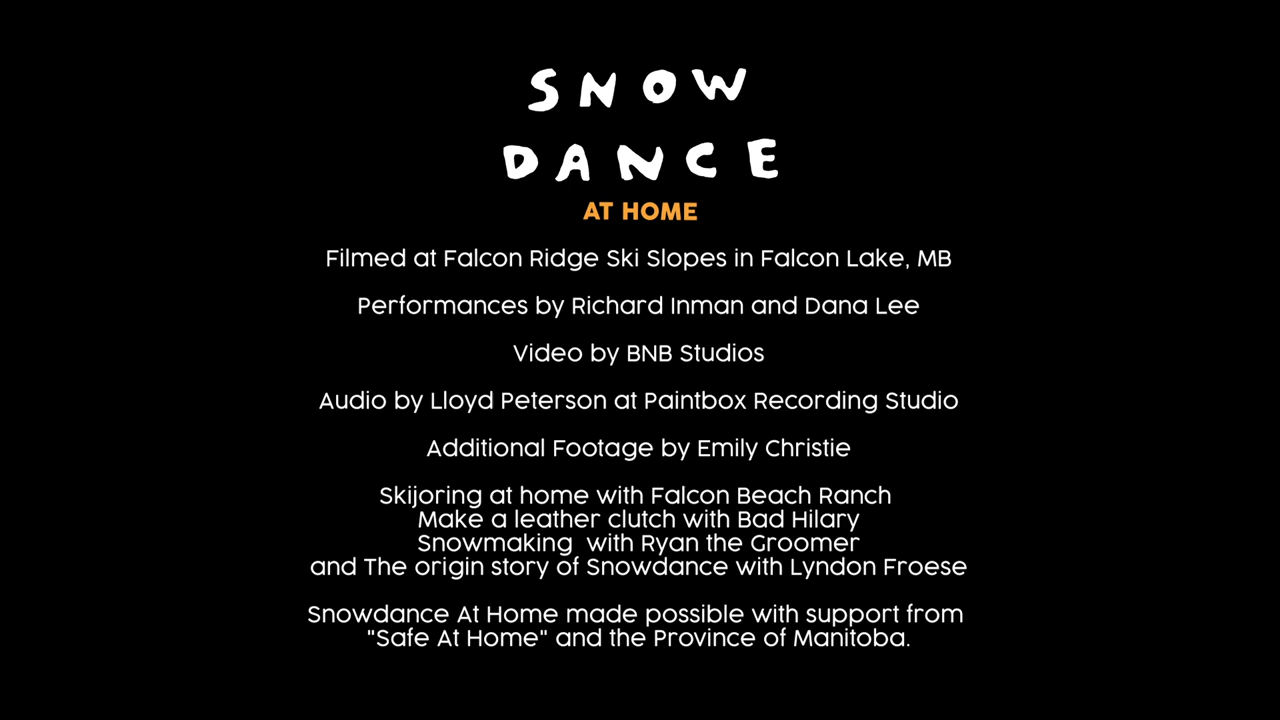 SNOW
DANCE
AT HOME
Filmed at Falcon Ridge Ski Slopes in Falcon Lake, MB
Performances by Richard Inman and Dana Lee
Video by BNB Studios
Audio by Lloyd Peterson at Paintbox Recording Studio
Additional Footage by Emily Christie
Skijoring at home with Falcon Beach Ranch
Make a leather clutch with Bad Hilary
Snowmaking  with Ryan the Groomer
and The origin story of Snowdance with Lyndon Froese
Snowdance At Home made possible with support from
"Safe At Home" and the Province of Manitoba.